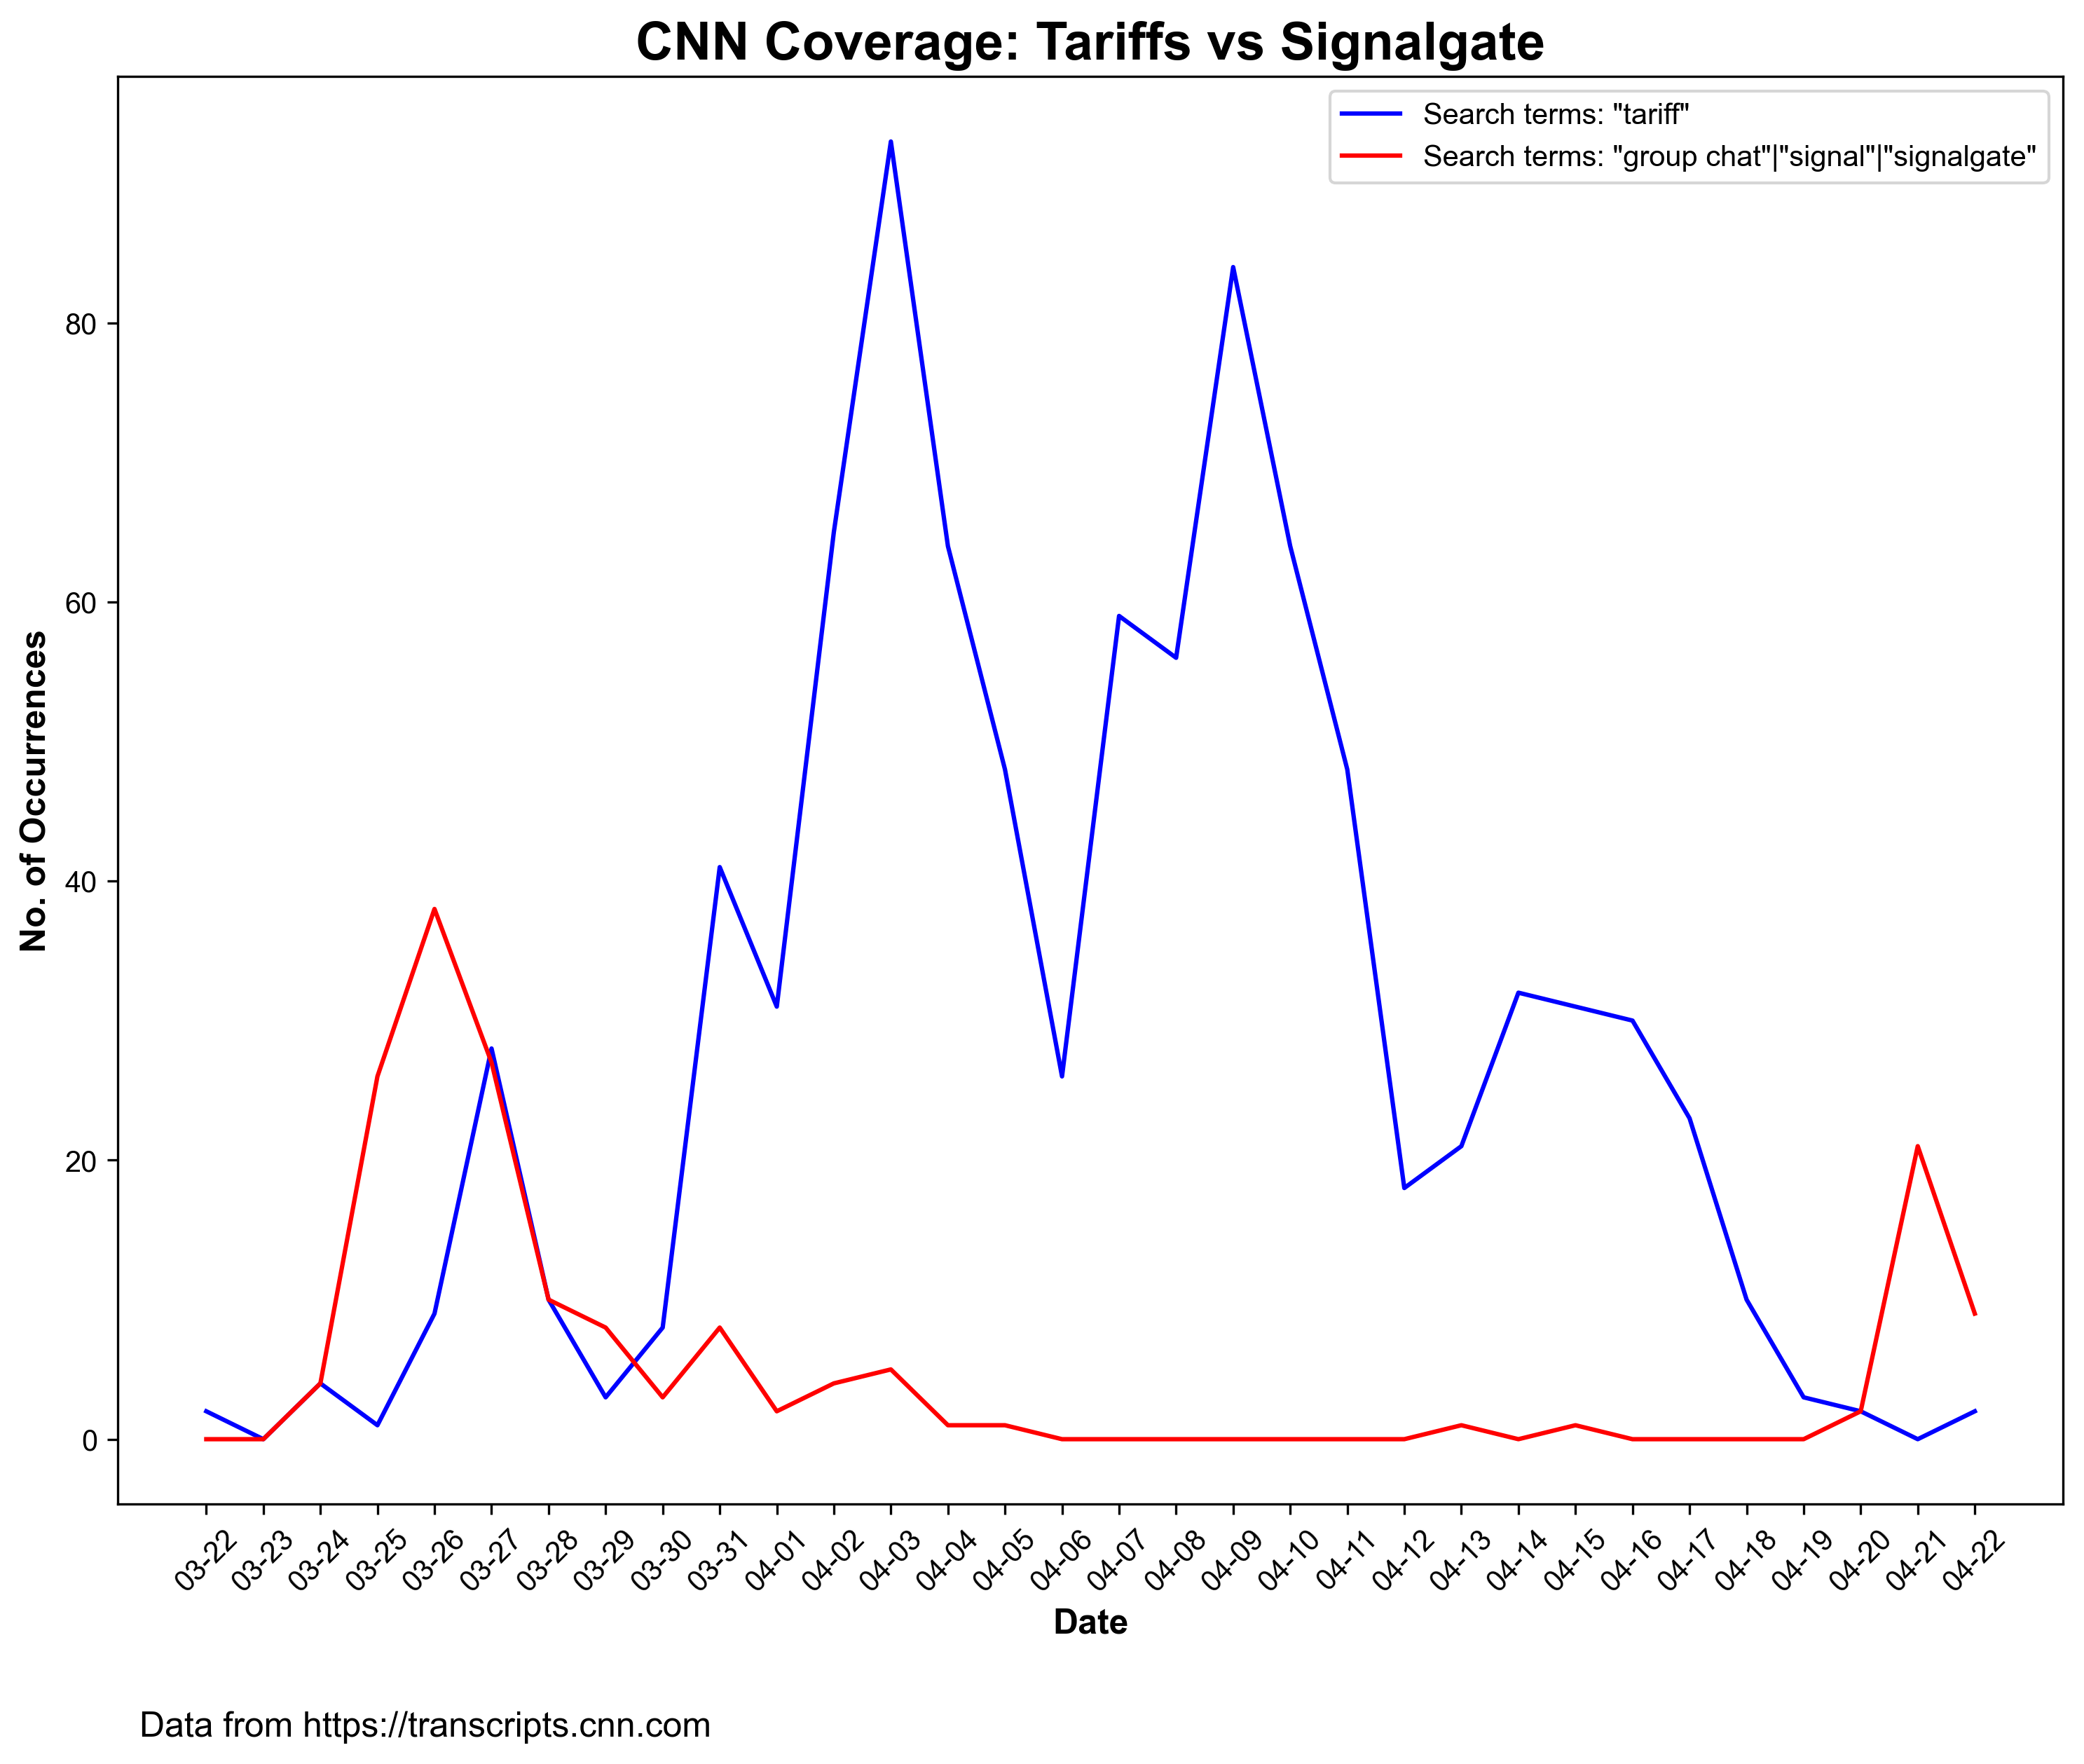 CNN Coverage: Tariffs vs Signalgate
Search terms: "tariff"
Search terms: "group chat"|"signal"|"signalgate"
No. of Occurrences
80
60
40
20
0
03-22 03-23 03-24 03-25 03-26 03-27 03-28 03-29 03-30 03-31 04-01 04-02 04-03 04-04 04-05 04-06 04-07 04-08 04-09 04-10 04-11 04-12 04-13 04-14 04-15 04-16 04-17 04-18 04-19 04-20 04-21 04-22
Date
Data from https://transcripts.cnn.com